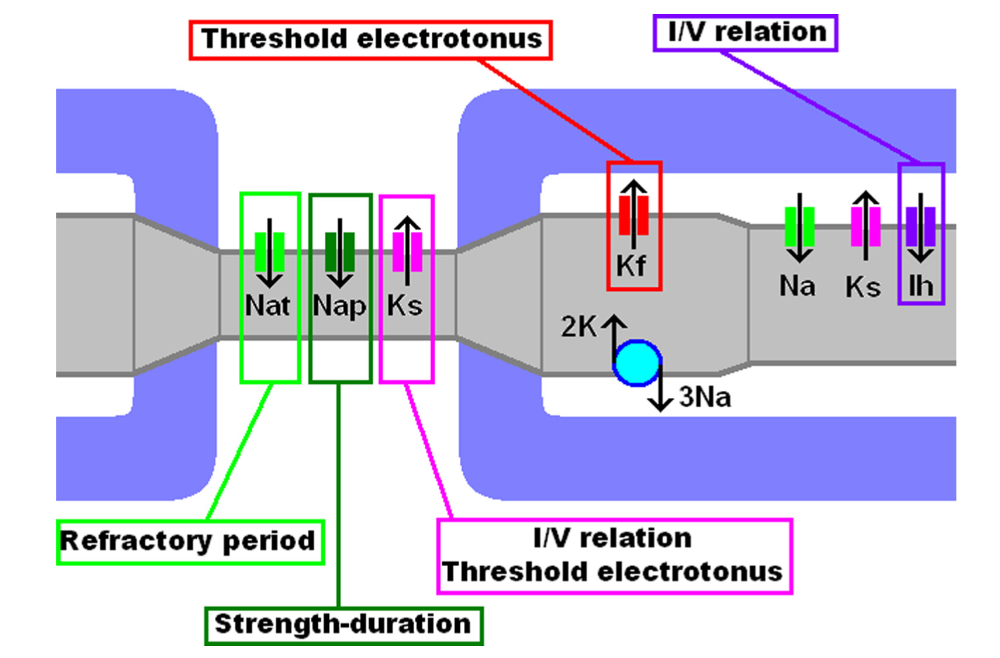 Threshold electrotonus
I/V relation
Nat
Nap
Ks
Kf
Na
Ks
Ih
2K
3Na
Refractory period
I/V relation
Threshold electrotonus
Strength-duration